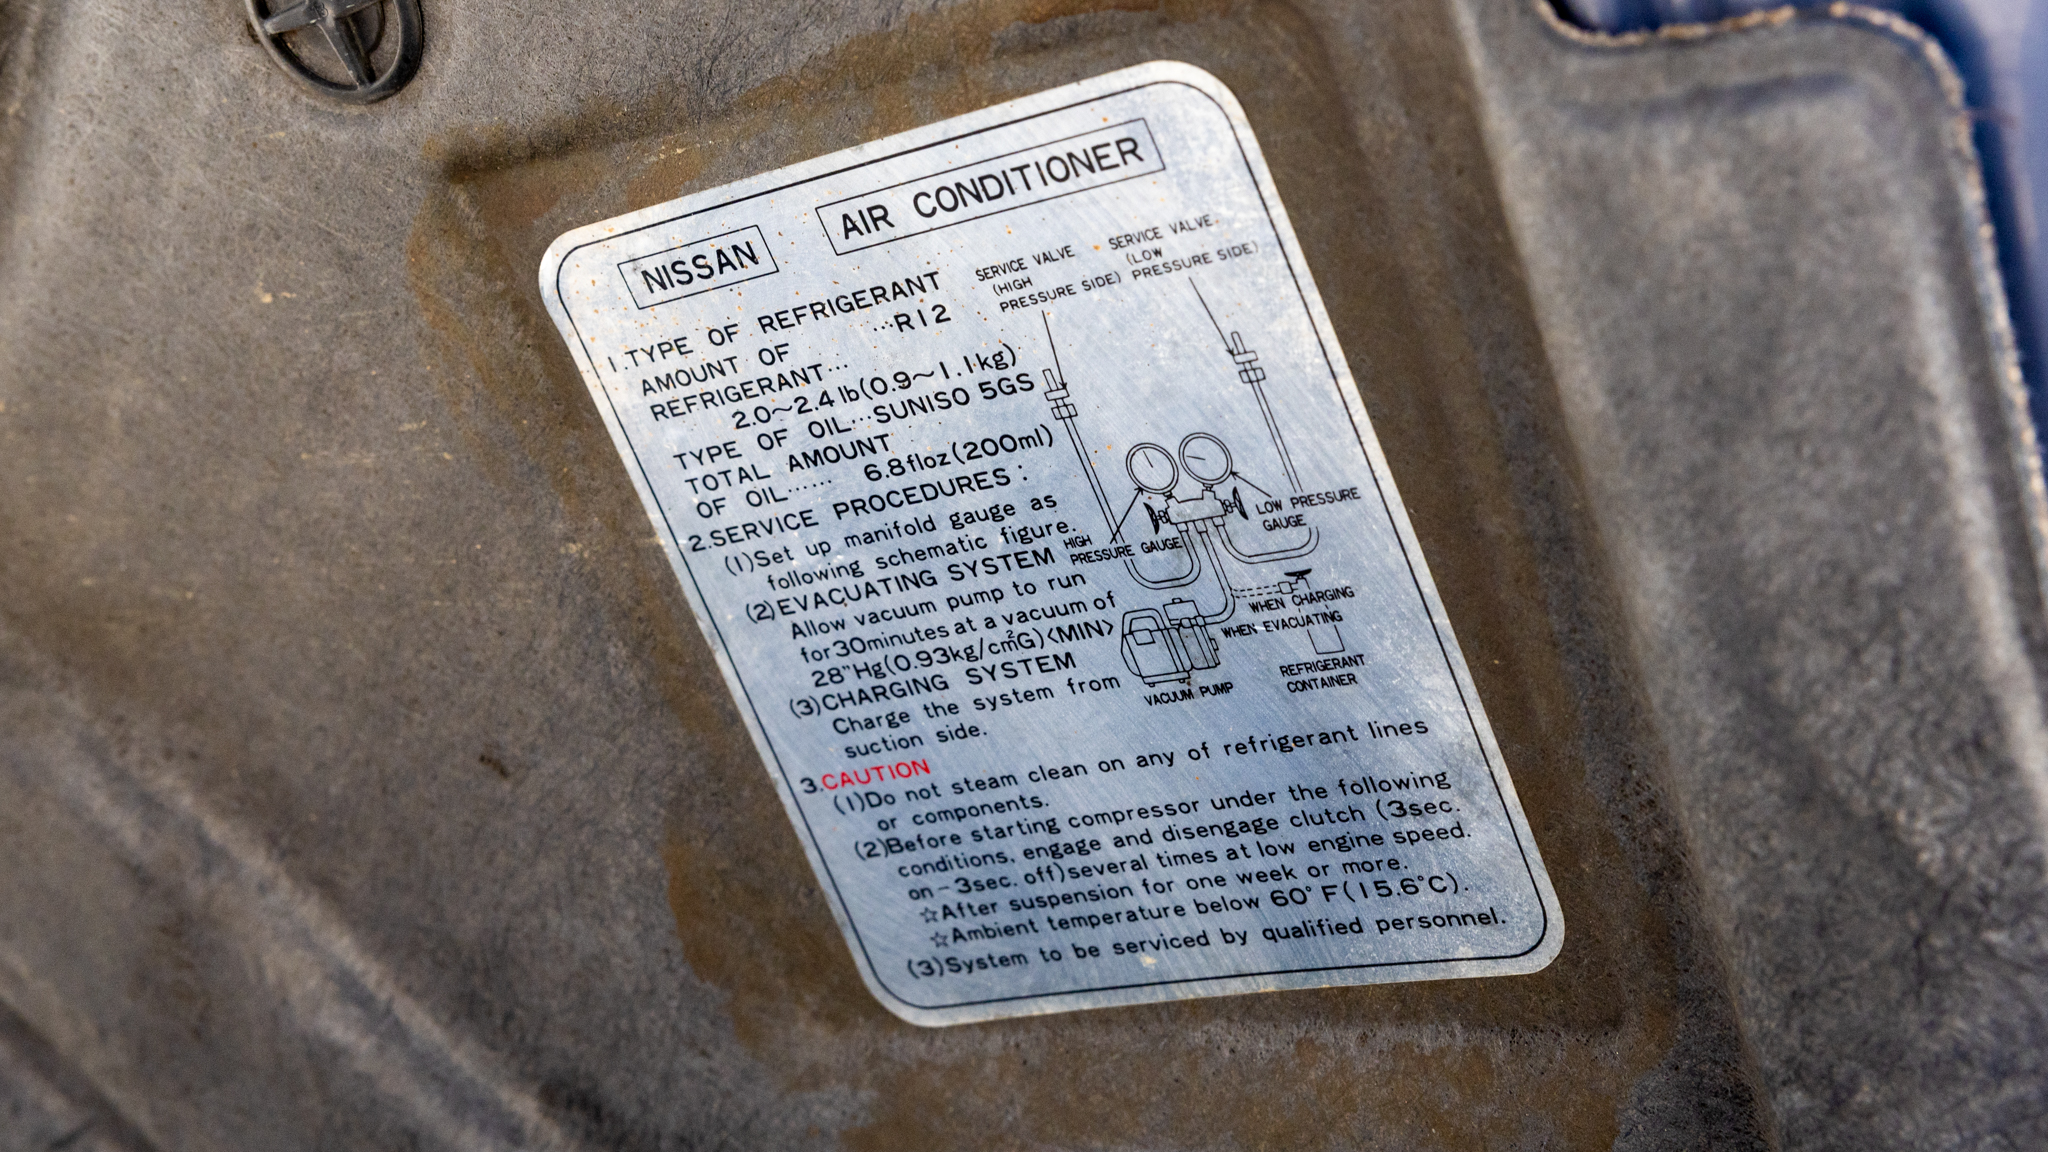 NISSAN AIR CONDITIONER
1.TYPE OF REFRIGERANT
···R12
AMOUNT OF
REFRIGERANT···
2.0~2.4 lb(0.9~1.1kg)
TYPE OF OIL···SUNISO 5GS
TOTAL AMOUNT
OF OIL······ 6.8floz(200ml)
2.SERVICE PROCEDURES:
(1)Set up manifold gauge as
following schematic figure.
(2)EVACUATING SYSTEM
Allow vacuum pump to run
for 30minutes at a vacuum of
28"Hg(0.93kg/cm²G)<MIN>
(3)CHARGING SYSTEM
Charge the system from
suction side.
SERVICE VALVE
(HIGH
PRESSURE SIDE)
SERVICE VALVE
(LOW
PRESSURE SIDE)
LOW PRESSURE
GAUGE
HIGH
PRESSURE GAUGE
WHEN CHARGING
WHEN EVACUATING
VACUUM PUMP
REFRIGERANT
CONTAINER
3.CAUTION
(1)Do not steam clean on any of refrigerant lines
or components.
(2)Before starting compressor under the following
conditions, engage and disengage clutch (3sec.
on-3sec. off)several times at low engine speed.
☆After suspension for one week or more.
☆Ambient temperature below 60°F(15.6°C).
(3)System to be serviced by qualified personnel.